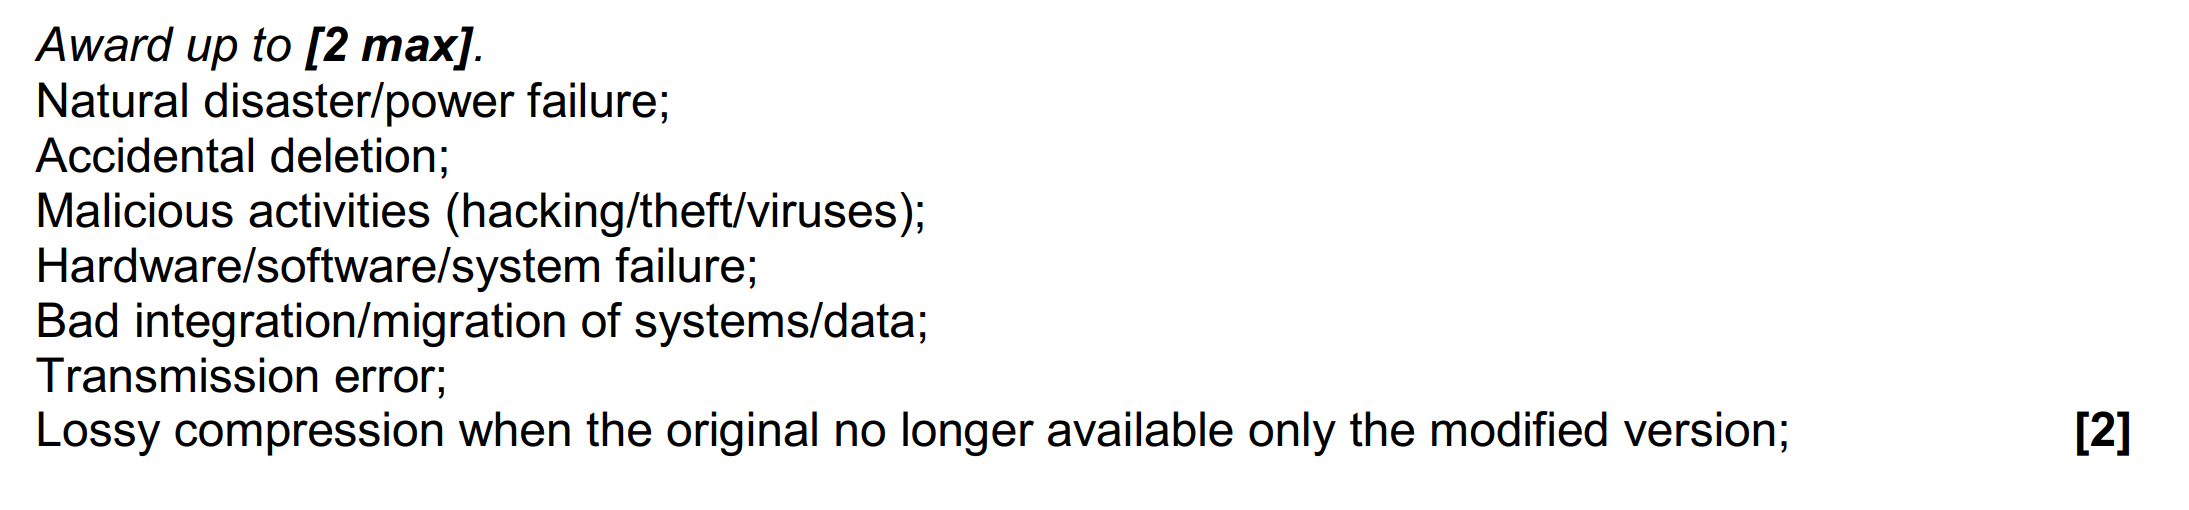 Award up to [2 max].
Natural disaster/power failure;
Accidental deletion;
Malicious activities (hacking/theft/viruses);
Hardware/software/system failure;
Bad integration/migration of systems/data;
Transmission error;
Lossy compression when the original no longer available only the modified version; [2]